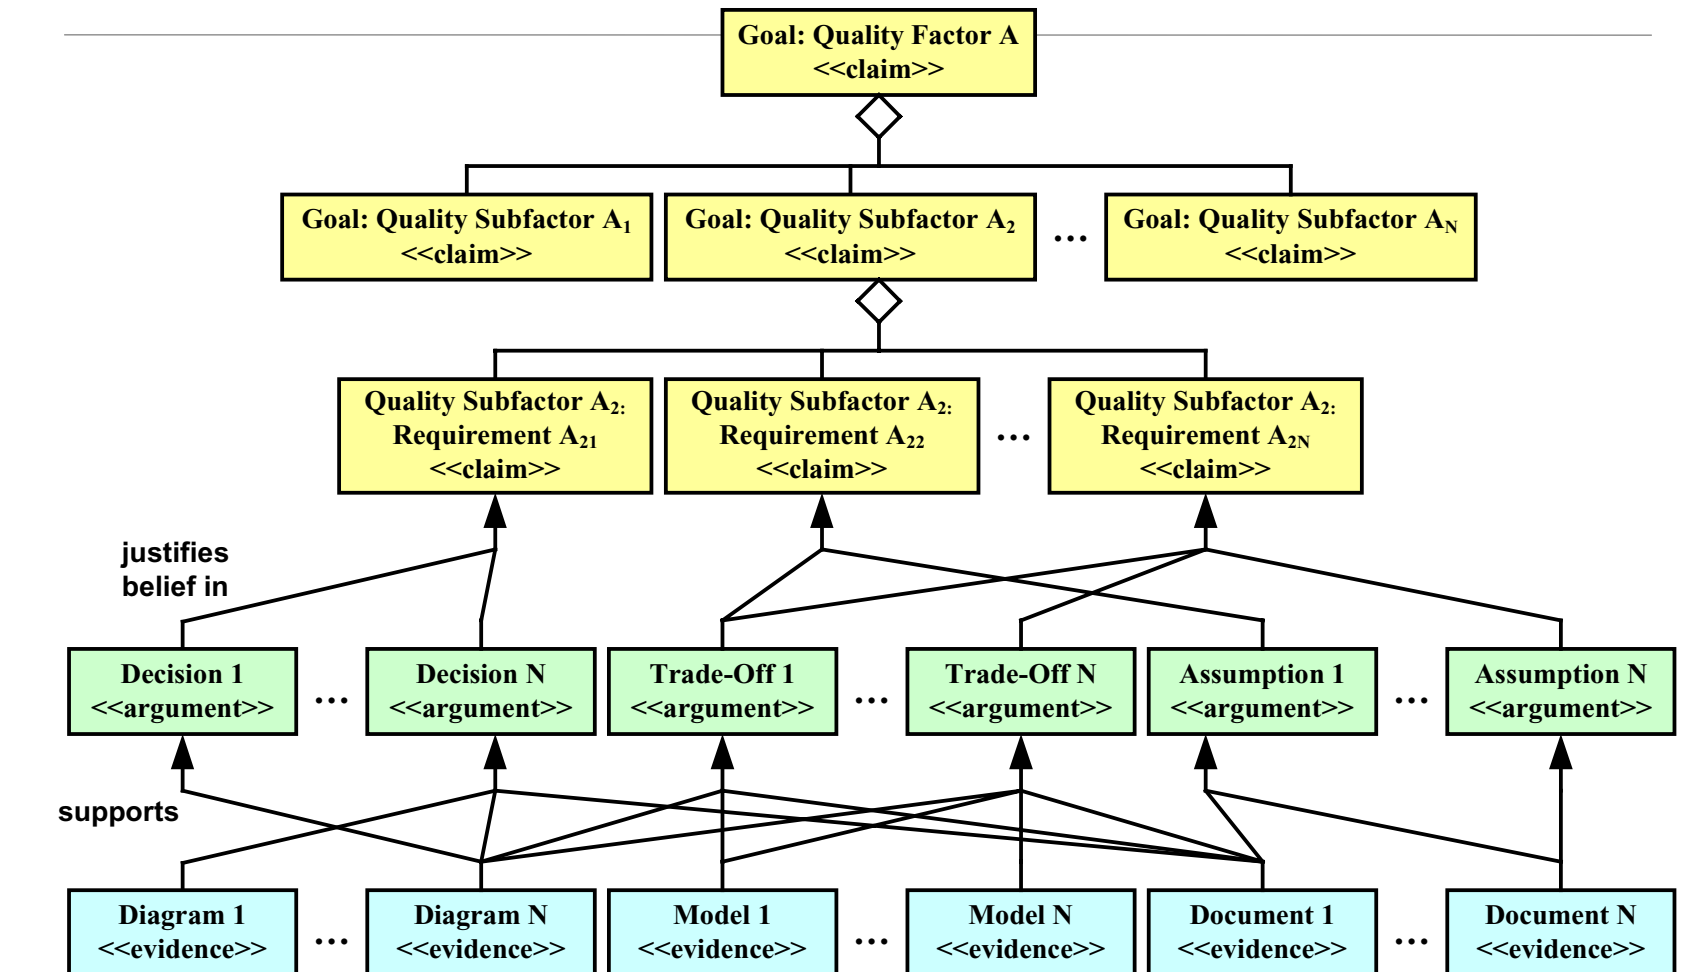 Goal: Quality Factor A
<<claim>>
Goal: Quality Subfactor A1
<<claim>>
Goal: Quality Subfactor A2
<<claim>>
...
Goal: Quality Subfactor AN
<<claim>>
Quality Subfactor A2:
Requirement A21
<<claim>>
Quality Subfactor A2:
Requirement A22
<<claim>>
...
Quality Subfactor A2:
Requirement A2N
<<claim>>
justifies
belief in
Decision 1
<<argument>>
...
Decision N
<<argument>>
Trade-Off 1
<<argument>>
...
Trade-Off N
<<argument>>
Assumption 1
<<argument>>
...
Assumption N
<<argument>>
supports
Diagram 1
<<evidence>>
...
Diagram N
<<evidence>>
Model 1
<<evidence>>
...
Model N
<<evidence>>
Document 1
<<evidence>>
...
Document N
<<evidence>>